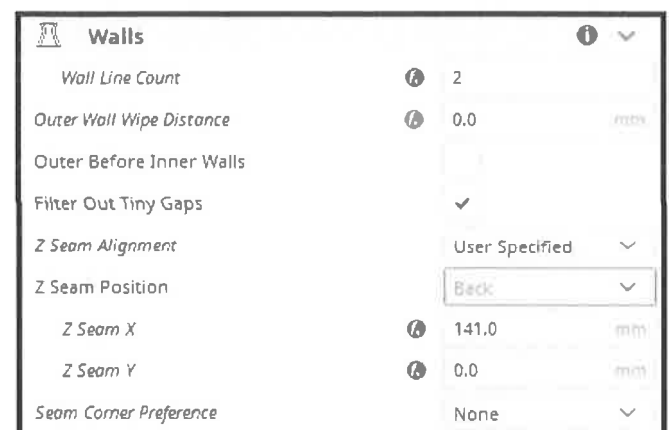 Walls
Wall Line Count 2
Outer Wall Wipe Distance 0.0 mm
Outer Before Inner Walls
Filter Out Tiny Gaps
Z Seam Alignment User Specified
Z Seam Position Back
Z Seam X 141.0 mm
Z Seam Y 0.0 mm
Seam Corner Preference None